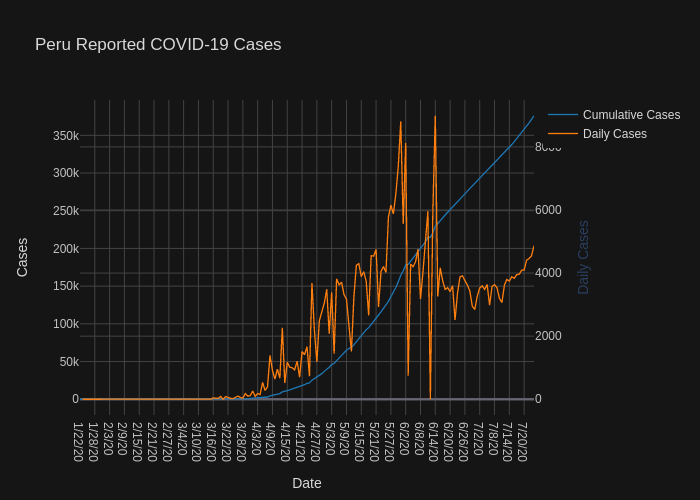 Peru Reported COVID-19 Cases
Cumulative Cases
Daily Cases
350k
300k
250k
200k
150k
100k
50k
0
8000
6000
4000
2000
0
Cases
Daily Cases
1/22/20
1/28/20
2/3/20
2/9/20
2/15/20
2/21/20
2/27/20
3/4/20
3/10/20
3/16/20
3/22/20
3/28/20
4/3/20
4/9/20
4/15/20
4/21/20
4/27/20
5/3/20
5/9/20
5/15/20
5/21/20
5/27/20
6/2/20
6/8/20
6/14/20
6/20/20
6/26/20
7/2/20
7/8/20
7/14/20
7/20/20
Date